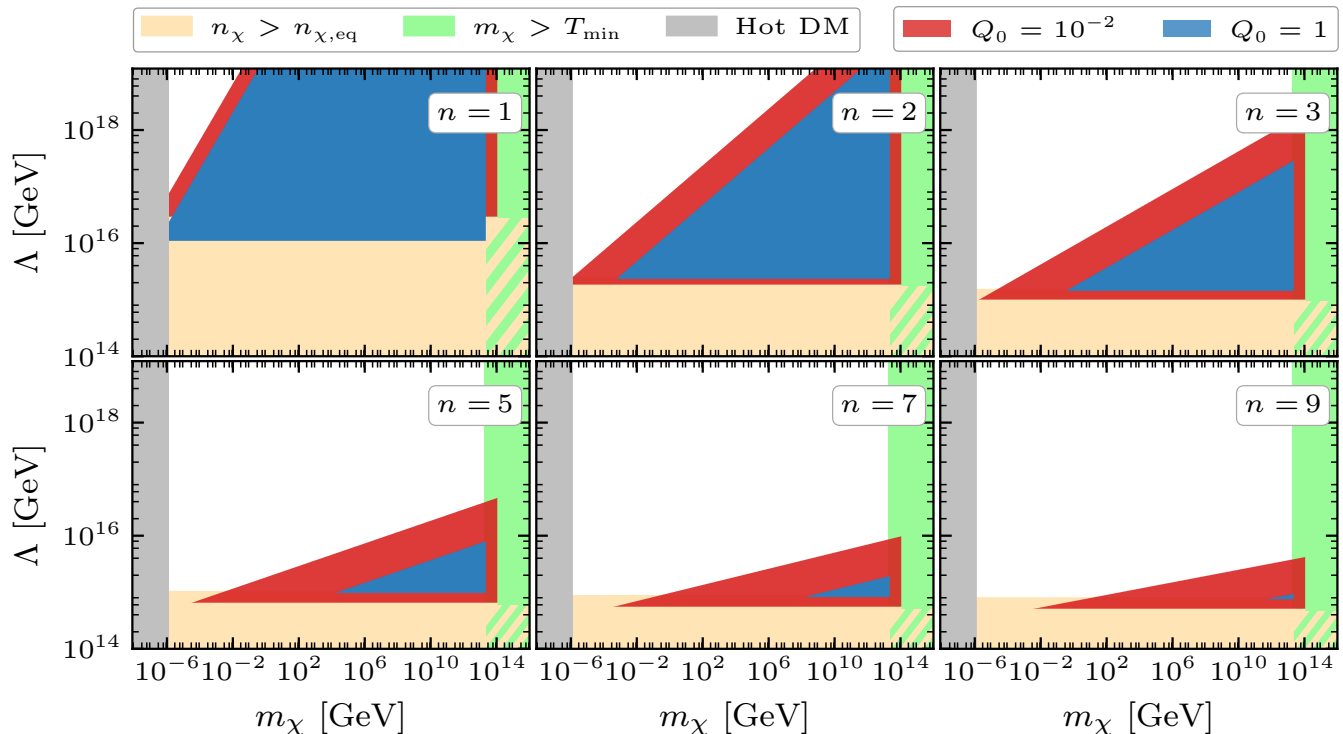 n_χ > n_χ,eq m_χ > T_min Hot DM Q_0 = 10^−2 Q_0 = 1
n = 1 n = 2 n = 3
10^18
10^16
10^14
Λ [GeV]
n = 5 n = 7 n = 9
10^18
10^16
10^14
Λ [GeV]
10^−6 10^−2 10^2 10^6 10^10 10^14 10^−6 10^−2 10^2 10^6 10^10 10^14 10^−6 10^−2 10^2 10^6 10^10 10^14
m_χ [GeV] m_χ [GeV] m_χ [GeV]